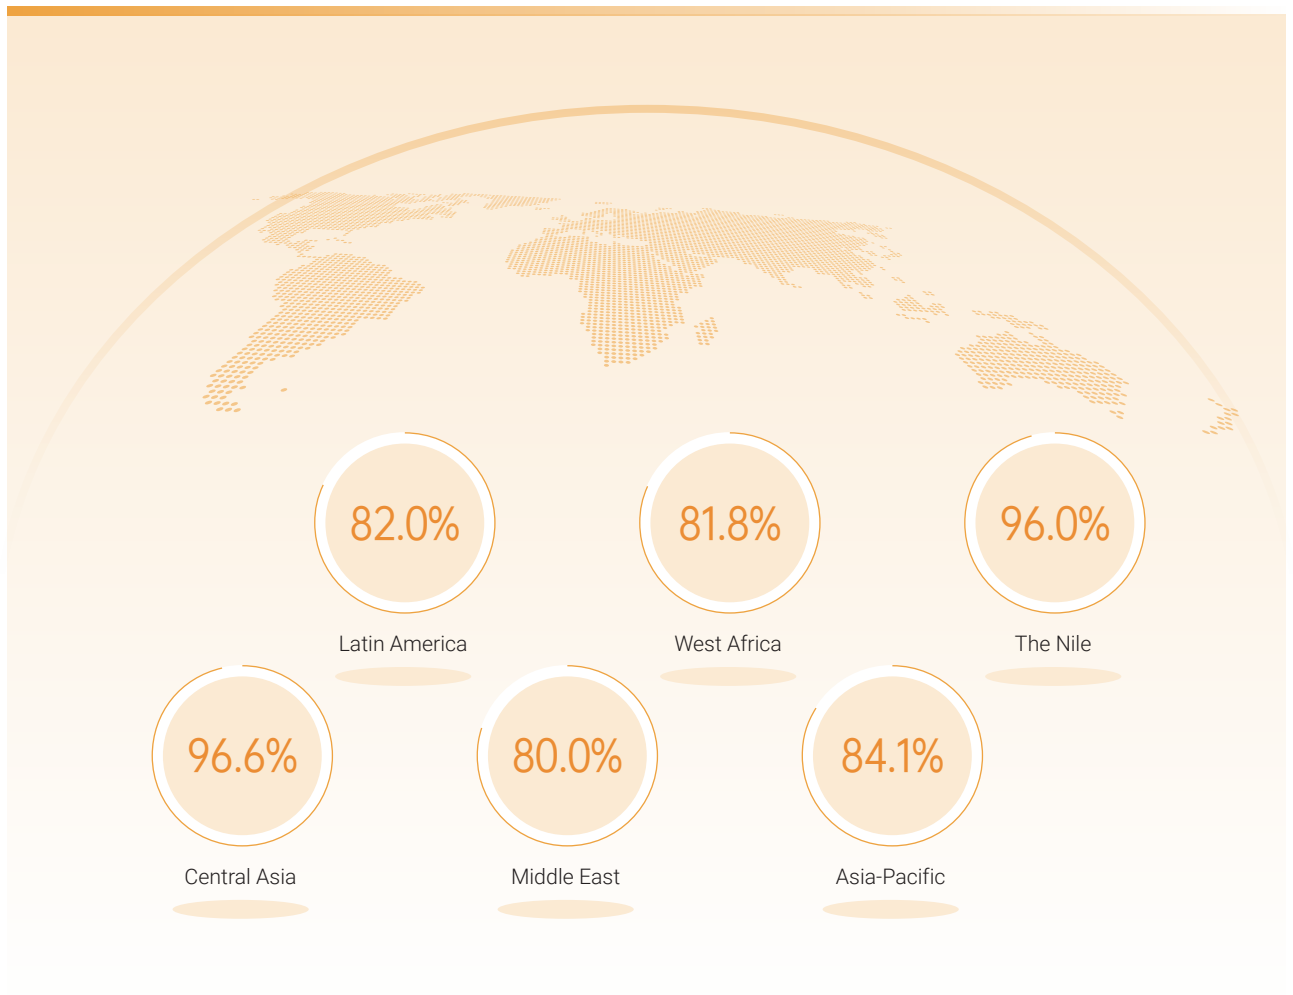 82.0%
81.8%
96.0%
Latin America
West Africa
The Nile
96.6%
80.0%
84.1%
Central Asia
Middle East
Asia-Pacific